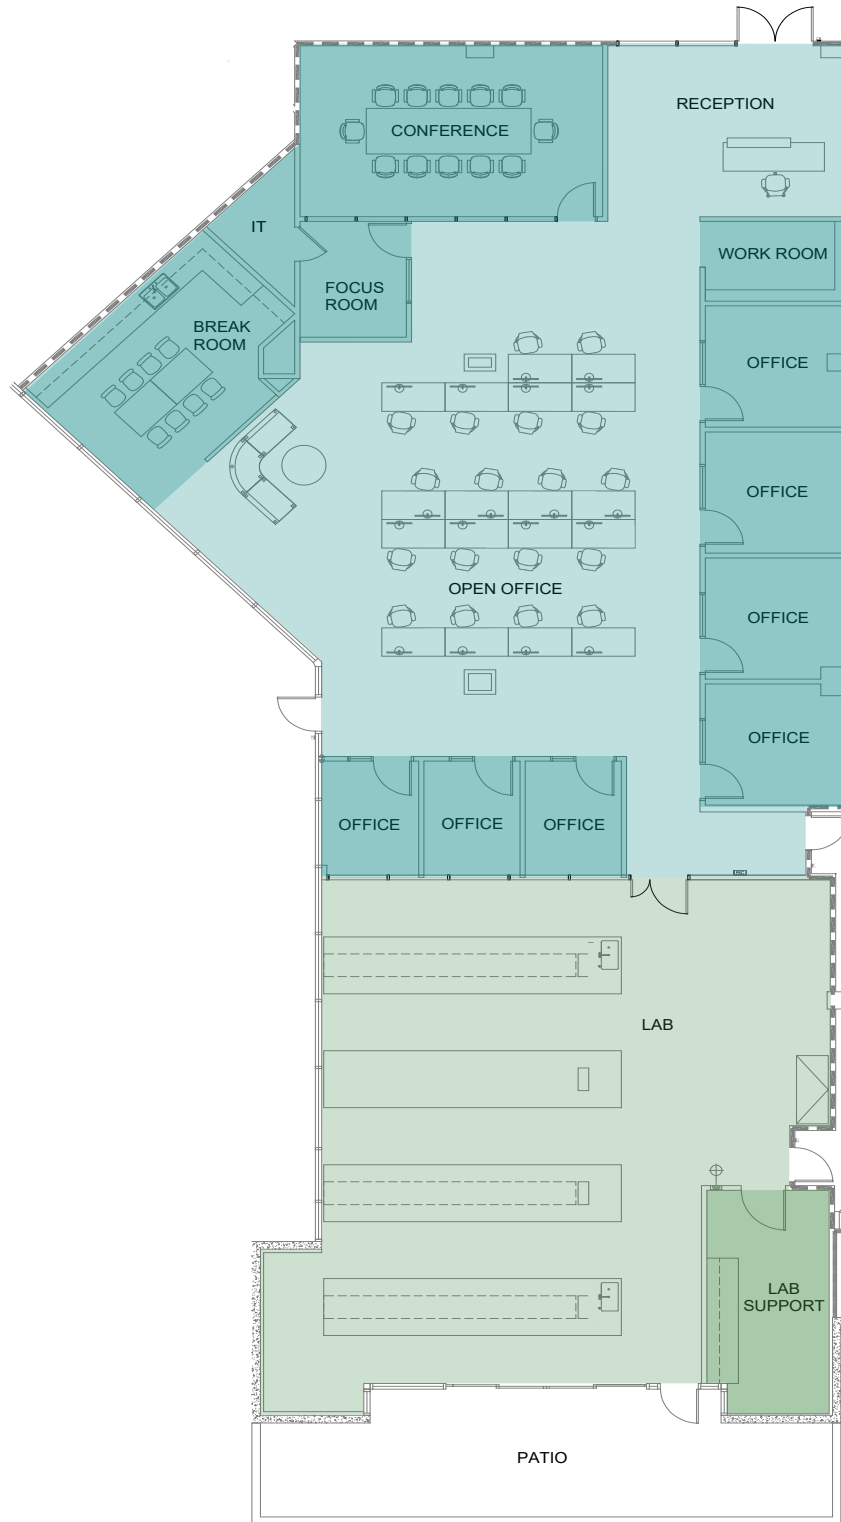 RECEPTION
CONFERENCE
IT
WORK ROOM
FOCUS
ROOM
BREAK
ROOM
OFFICE
OFFICE
OPEN OFFICE
OFFICE
OFFICE
OFFICE
OFFICE
OFFICE
LAB
LAB
SUPPORT
PATIO